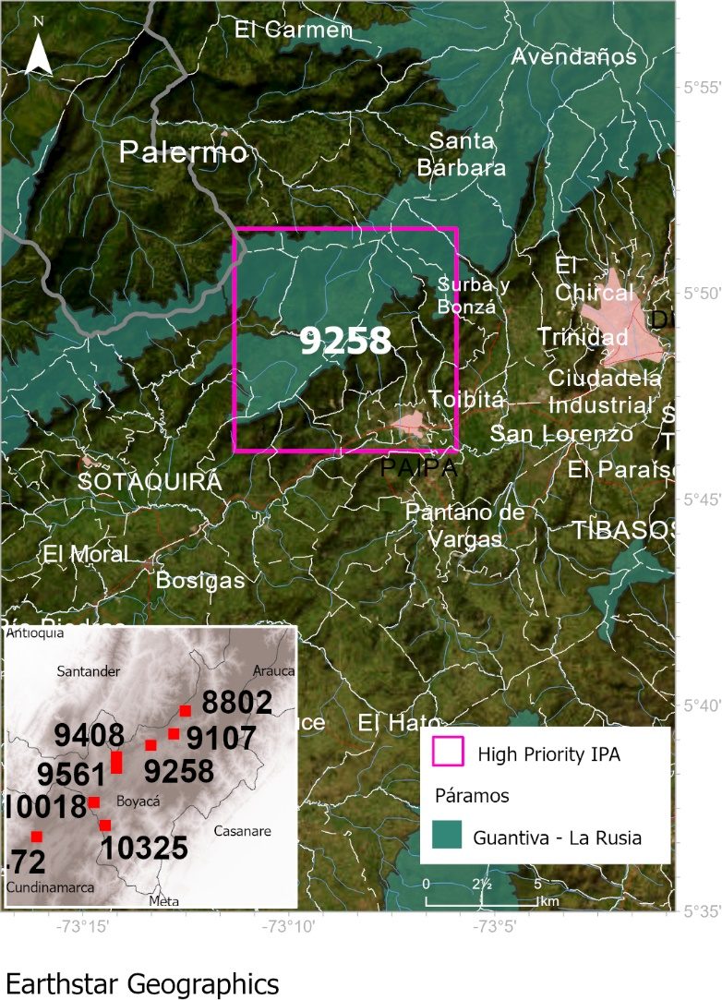 N
El Carmen
Avendaños
5°55'
Palermo
Santa
Bárbara
El
Chircal
5°50'
Surba y
Bonzá
Trinidad
9258
Ciudadela
Industrial
Toibitá
San Lorenzo
PAIPA
El Paraíso
SOTAQUIRÁ
5°45'
Pantano de
Vargas
TIBASOS
El Moral
Bosigas
Antioquia
Santander
Arauca
8802
9408
9107
9561
9258
10018
Boyacá
10325
Casanare
72
Cundinamarca
Meta
5°40'
El Hato
High Priority IPA
Páramos
Guantiva - La Rusia
0 2½ 5
km
5°35'
-73°15' -73°10' -73°5'
Earthstar Geographics